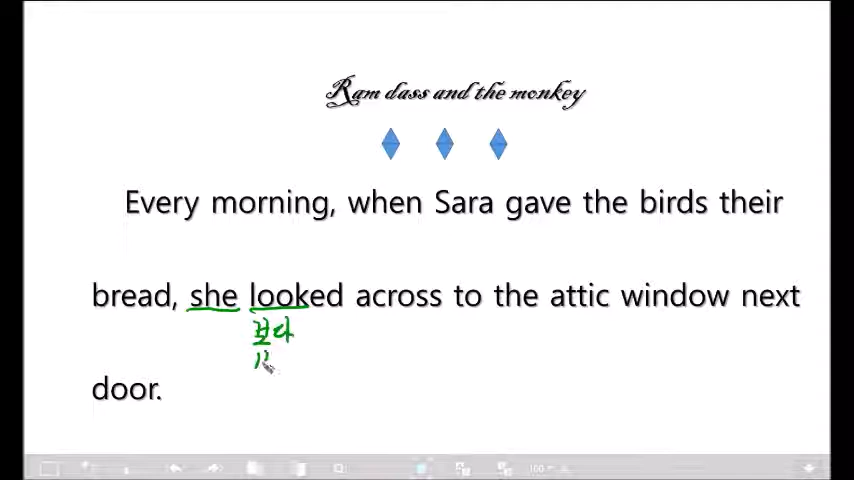 Ram dass and the monkey
Every morning, when Sara gave the birds their
bread, she looked across to the attic window next
보다
door.
100